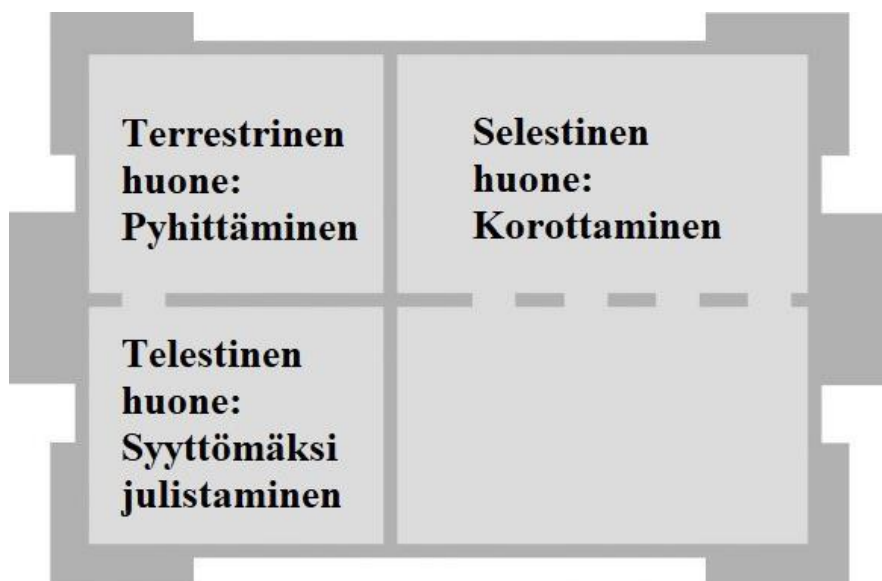 Terrestrinen
huone:
Pyhittäminen
Selestinen
huone:
Korottaminen
Telestinen
huone:
Syyttömäksi
julistaminen